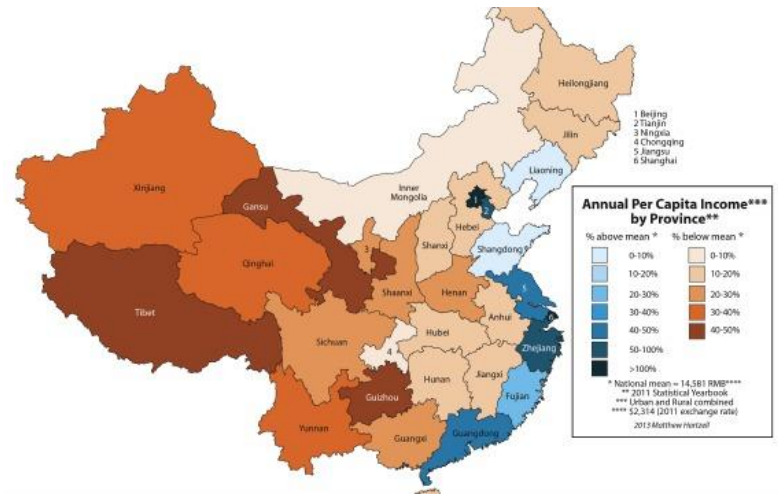 Heilongjiang
1 Beijing
2 Tianjin
3 Ningxia
4 Chongqing
5 Jiangsu
6 Shanghai
Jilin
Liaoning
Xinjiang
Inner
Mongolia
Gansu
1
2
Hebei
Shanxi
Shangdong
3
Qinghai
Shaanxi
Henan
Tibet
5
Anhui
6
Sichuan
Hubei
Zhejiang
4
Hunan
Jiangxi
Guizhou
Fujian
Yunnan
Guangxi
Guangdong
Annual Per Capita Income***
by Province**
% above mean * % below mean *
0-10% 0-10%
10-20% 10-20%
20-30% 20-30%
30-40% 30-40%
40-50% 40-50%
50-100%
>100%
* National mean = 14,581 RMB****
** 2011 Statistical Yearbook
*** Urban and Rural combined
**** $2,314 (2011 exchange rate)
2013 Matthew Hartzell